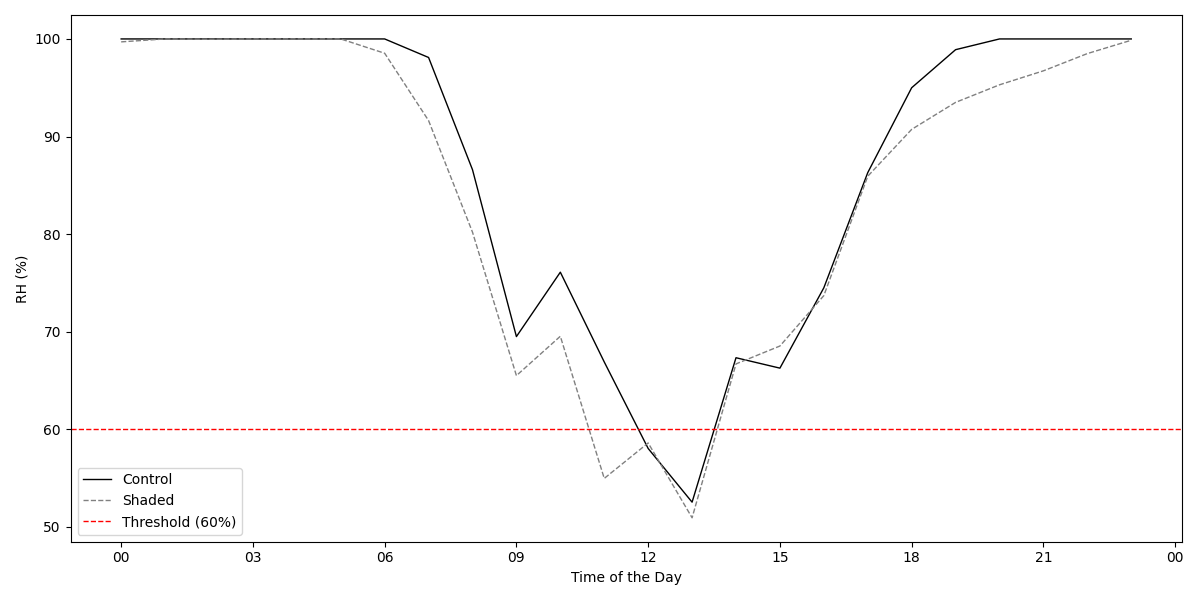 RH (%)
100
90
80
70
60
50
Control
Shaded
Threshold (60%)
00 03 06 09 12 15 18 21 00
Time of the Day